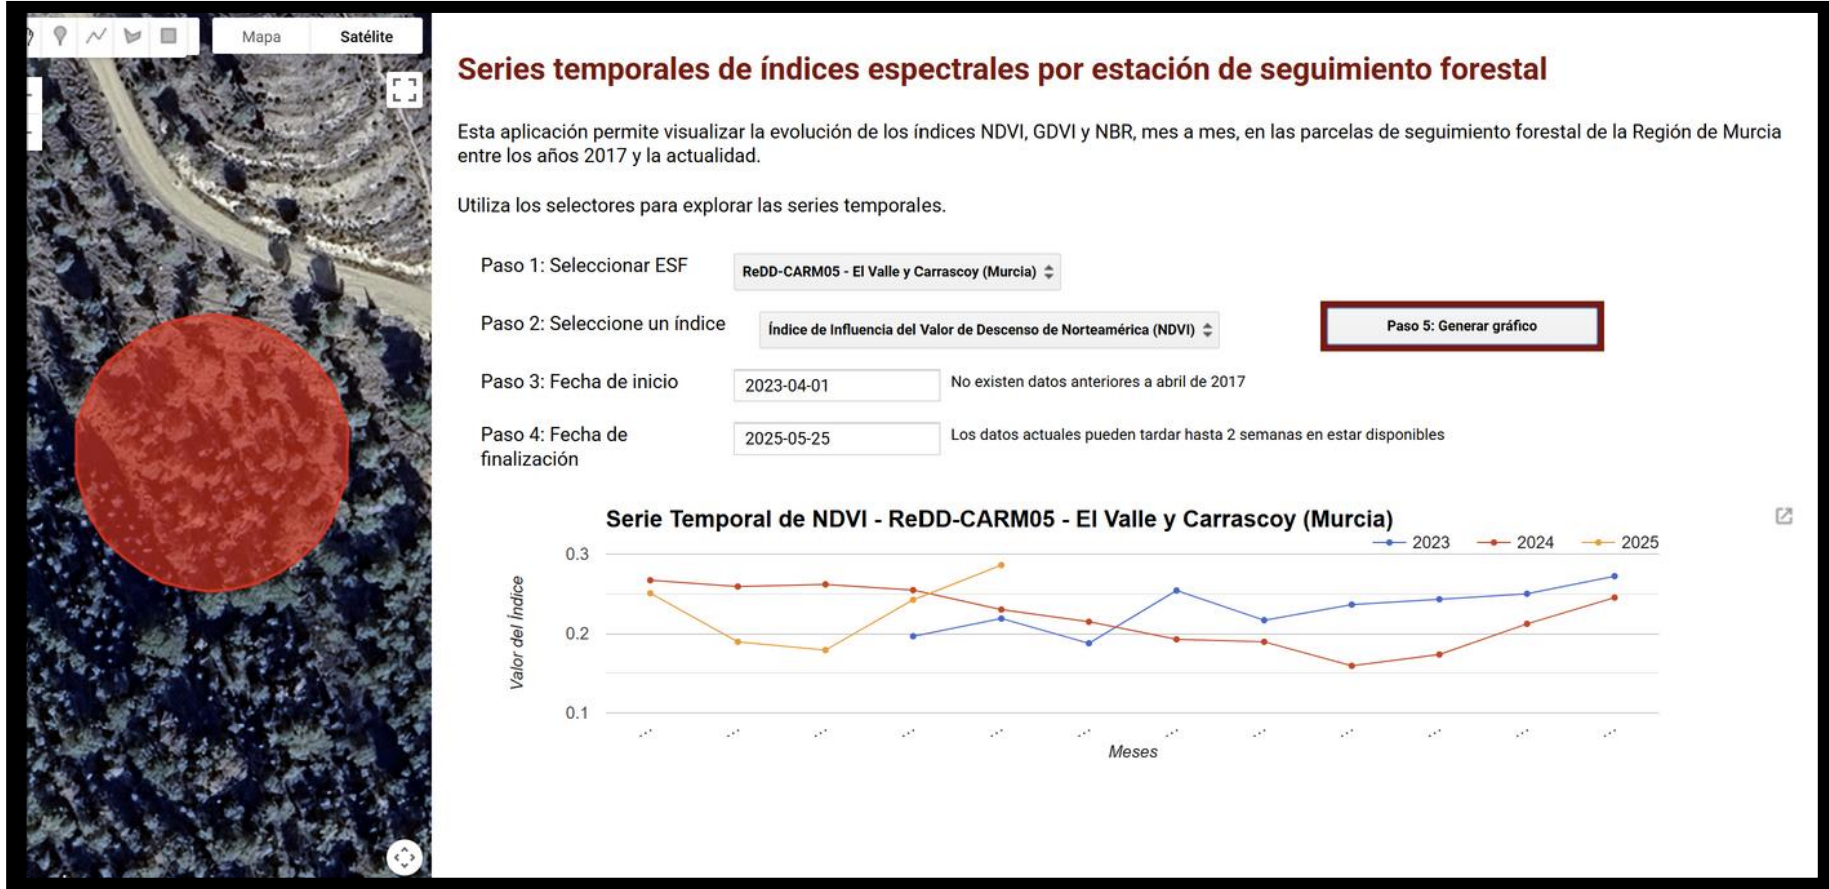 Mapa
Satélite
Series temporales de índices espectrales por estación de seguimiento forestal
Esta aplicación permite visualizar la evolución de los índices NDVI, GDVI y NBR, mes a mes, en las parcelas de seguimiento forestal de la Región de Murcia
entre los años 2017 y la actualidad.
Utiliza los selectores para explorar las series temporales.
Paso 1: Seleccionar ESF
ReDD-CARM05 - El Valle y Carrascoy (Murcia)
Paso 2: Seleccione un índice
Índice de Influencia del Valor de Descenso de Norteamérica (NDVI)
Paso 5: Generar gráfico
Paso 3: Fecha de inicio
2023-04-01
No existen datos anteriores a abril de 2017
Paso 4: Fecha de
finalización
2025-05-25
Los datos actuales pueden tardar hasta 2 semanas en estar disponibles
Serie Temporal de NDVI - ReDD-CARM05 - El Valle y Carrascoy (Murcia)
2023
2024
2025
Valor del Índice
0.3
0.2
0.1
... ... ... ... ... ... ... ... ... ... ... ...
Meses